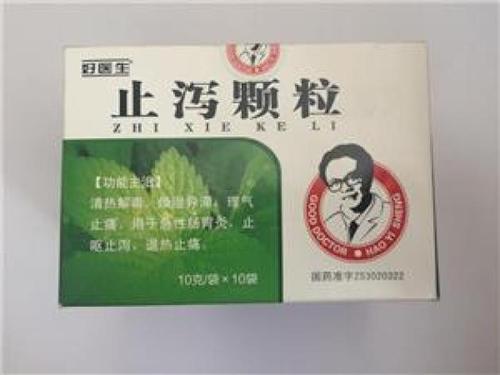 好医生
止泻颗粒
ZHI XIE KE LI
【功能主治】
清热解毒，燥湿导滞，理气
止痛，用于急性肠胃炎，止
呕止泻，退热止痛。
10克/袋×10袋
GOOD DOCTOR · HAO YI SHENG
国药准字Z53020322